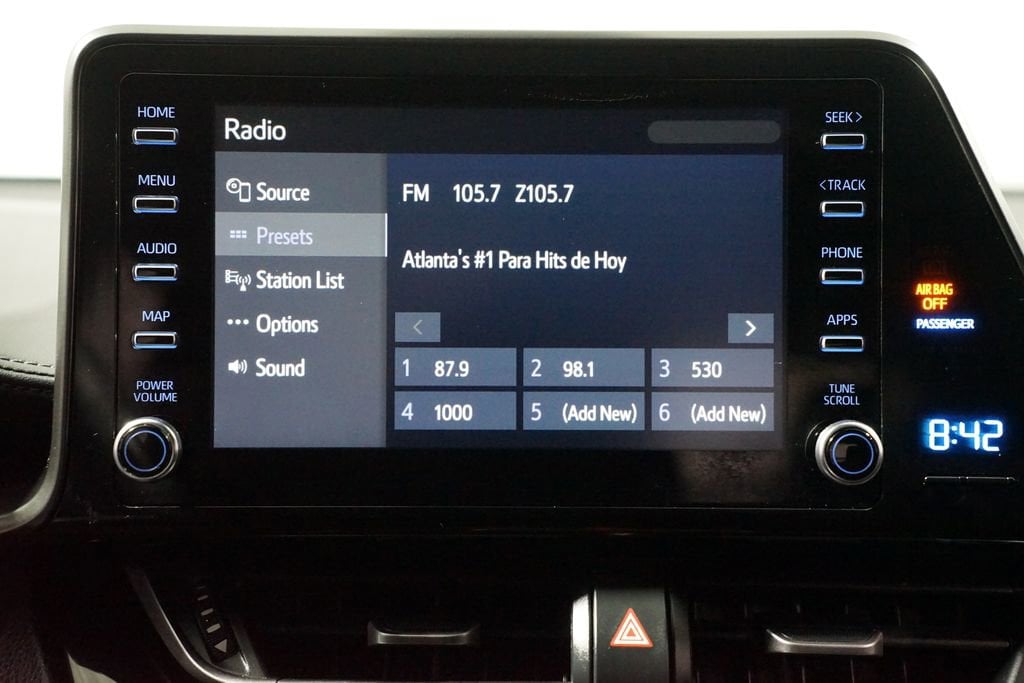 HOME
MENU
AUDIO
MAP
POWER
VOLUME
Radio
Source
Presets
Station List
Options
Sound
FM 105.7 Z105.7
Atlanta's #1 Para Hits de Hoy
< >
1 87.9 2 98.1 3 530
4 1000 5 (Add New) 6 (Add New)
SEEK >
< TRACK
PHONE
APPS
TUNE
SCROLL
AIR BAG
OFF
PASSENGER
8:42